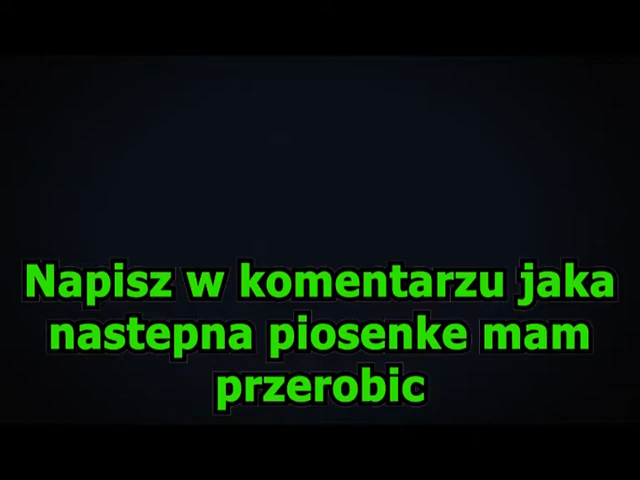 Napisz w komentarzu jaka
nastepna piosenke mam
przerobic